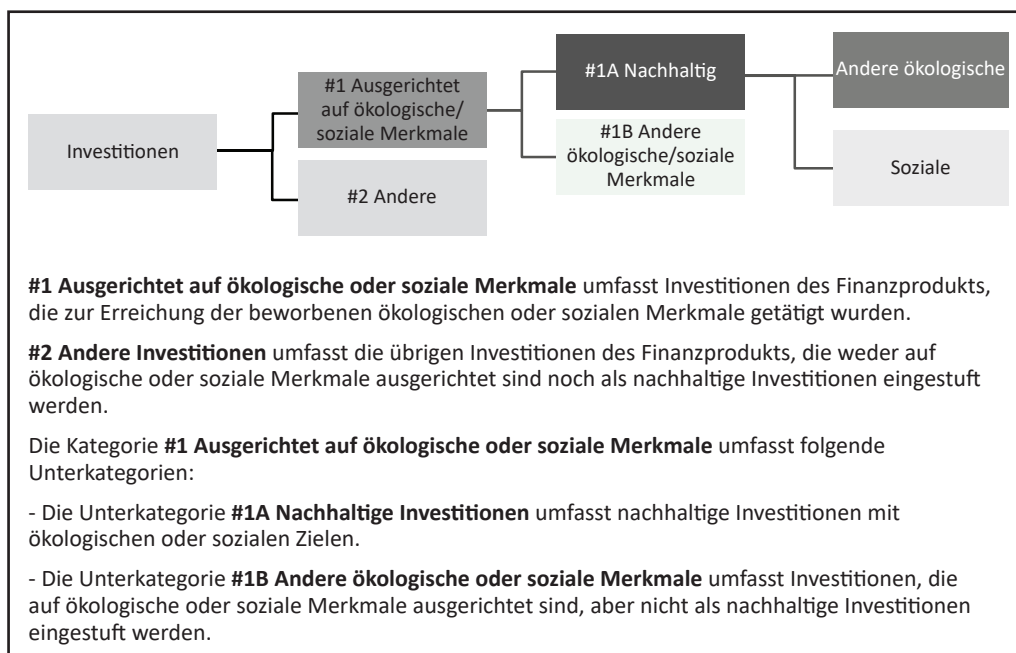 #1A Nachhaltig
Andere ökologische
#1 Ausgerichtet
auf ökologische/
soziale Merkmale
#1B Andere
ökologische/soziale
Merkmale
Investitionen
Soziale
#2 Andere
#1 Ausgerichtet auf ökologische oder soziale Merkmale umfasst Investitionen des Finanzprodukts,
die zur Erreichung der beworbenen ökologischen oder sozialen Merkmale getätigt wurden.
#2 Andere Investitionen umfasst die übrigen Investitionen des Finanzprodukts, die weder auf
ökologische oder soziale Merkmale ausgerichtet sind noch als nachhaltige Investitionen eingestuft
werden.
Die Kategorie #1 Ausgerichtet auf ökologische oder soziale Merkmale umfasst folgende
Unterkategorien:
- Die Unterkategorie #1A Nachhaltige Investitionen umfasst nachhaltige Investitionen mit
ökologischen oder sozialen Zielen.
- Die Unterkategorie #1B Andere ökologische oder soziale Merkmale umfasst Investitionen, die
auf ökologische oder soziale Merkmale ausgerichtet sind, aber nicht als nachhaltige Investitionen
eingestuft werden.